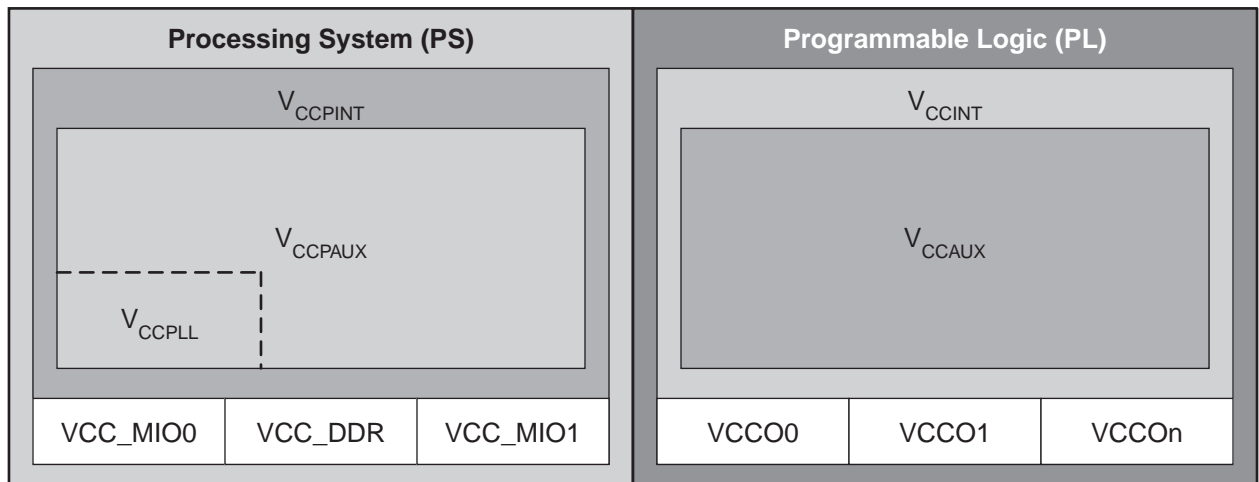 Processing System (PS)
VCCPINT
VCCPAUX
VCCPLL
VCC_MIO0
VCC_DDR
VCC_MIO1
Programmable Logic (PL)
VCCINT
VCCAUX
VCCO0
VCCO1
VCCOn